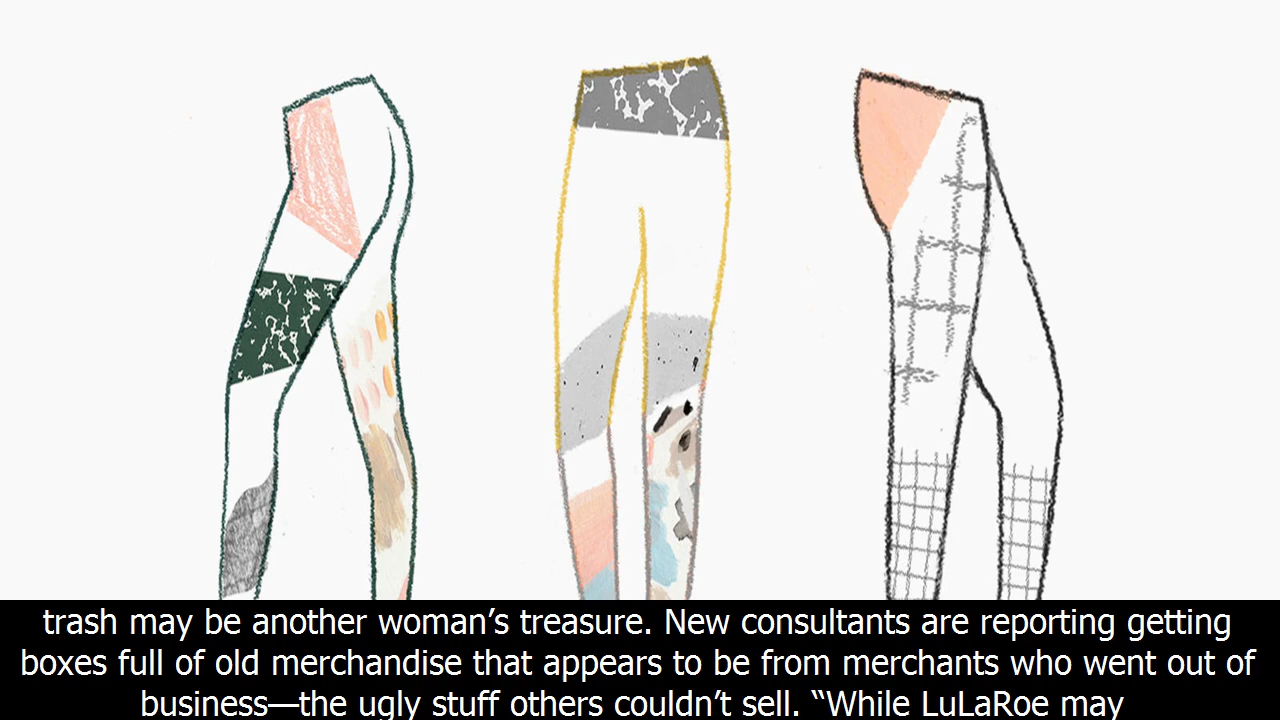 trash may be another woman’s treasure. New consultants are reporting getting
boxes full of old merchandise that appears to be from merchants who went out of
business—the ugly stuff others couldn’t sell. “While LuLaRoe may